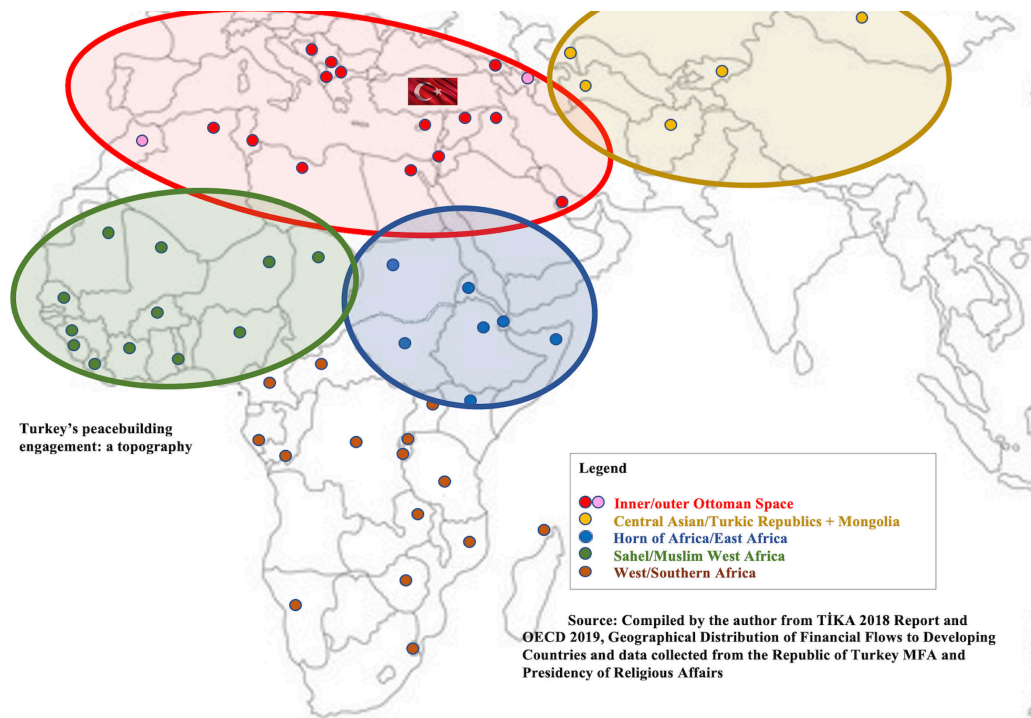 Turkey's peacebuilding
engagement: a topography
Legend
Inner/outer Ottoman Space
Central Asian/Turkic Republics + Mongolia
Horn of Africa/East Africa
Sahel/Muslim West Africa
West/Southern Africa
Source: Compiled by the author from TİKA 2018 Report and
OECD 2019, Geographical Distribution of Financial Flows to Developing
Countries and data collected from the Republic of Turkey MFA and
Presidency of Religious Affairs